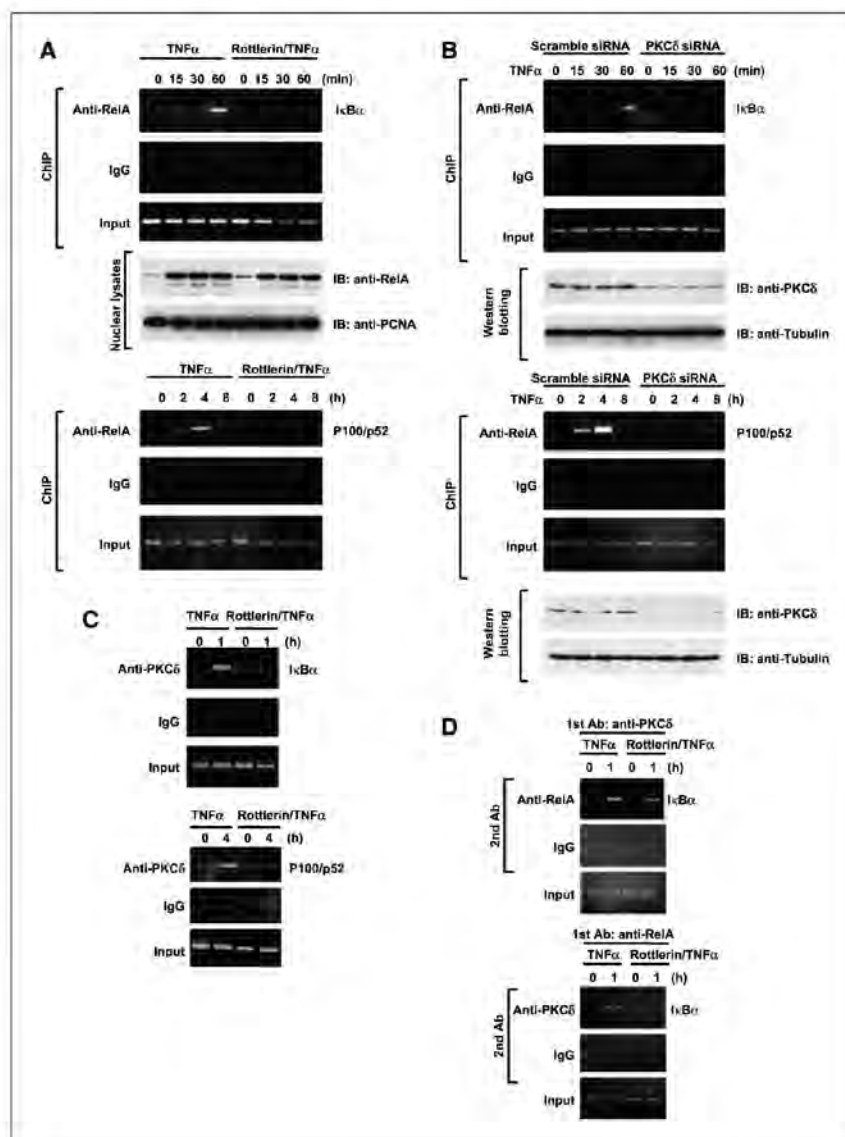 A
TNFα Rottlerin/TNFα
0 15 30 60 0 15 30 60 (min)
ChIP
Anti-RelA IκBα
IgG
Input
Nuclear lysates
IB: anti-RelA
IB: anti-PCNA
TNFα Rottlerin/TNFα
0 2 4 8 0 2 4 8 (h)
ChIP
Anti-RelA P100/p52
IgG
Input
B
Scramble siRNA PKCδ siRNA
TNFα 0 15 30 60 0 15 30 60 (min)
ChIP
Anti-RelA IκBα
IgG
Input
Western blotting
IB: anti-PKCδ
IB: anti-Tubulin
Scramble siRNA PKCδ siRNA
TNFα 0 2 4 8 0 2 4 8 (h)
ChIP
Anti-RelA P100/p52
IgG
Input
Western blotting
IB: anti-PKCδ
IB: anti-Tubulin
C
TNFα Rottlerin/TNFα
0 1 0 1 (h)
Anti-PKCδ IκBα
IgG
Input
TNFα Rottlerin/TNFα
0 4 0 4 (h)
Anti-PKCδ P100/p52
IgG
Input
D
1st Ab: anti-PKCδ
TNFα Rottlerin/TNFα
0 1 0 1 (h)
2nd Ab
Anti-RelA IκBα
IgG
Input
1st Ab: anti-RelA
TNFα Rottlerin/TNFα
0 1 0 1 (h)
2nd Ab
Anti-PKCδ IκBα
IgG
Input